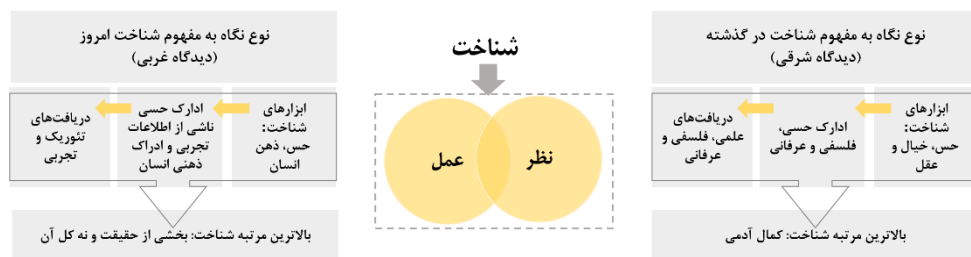 نوع نگاه به مفهوم شناخت در گذشته
(دیدگاه شرقی)
ابزارهای
شناخت:
حس، خیال و
عقل
ادارک حسی،
فلسفی و عرفانی
دریافت‌های
علمی، فلسفی و
عرفانی
بالاترین مرتبه شناخت: کمال آدمی
شناخت
نظر
عمل
نوع نگاه به مفهوم شناخت امروز
(دیدگاه غربی)
ابزارهای
شناخت:
حس، ذهن
انسان
ادارک حسی
ناشی از اطلاعات
تجربی و ادراک
ذهنی انسان
دریافت‌های
تئوریک و
تجربی
بالاترین مرتبه شناخت: بخشی از حقیقت و نه کل آن